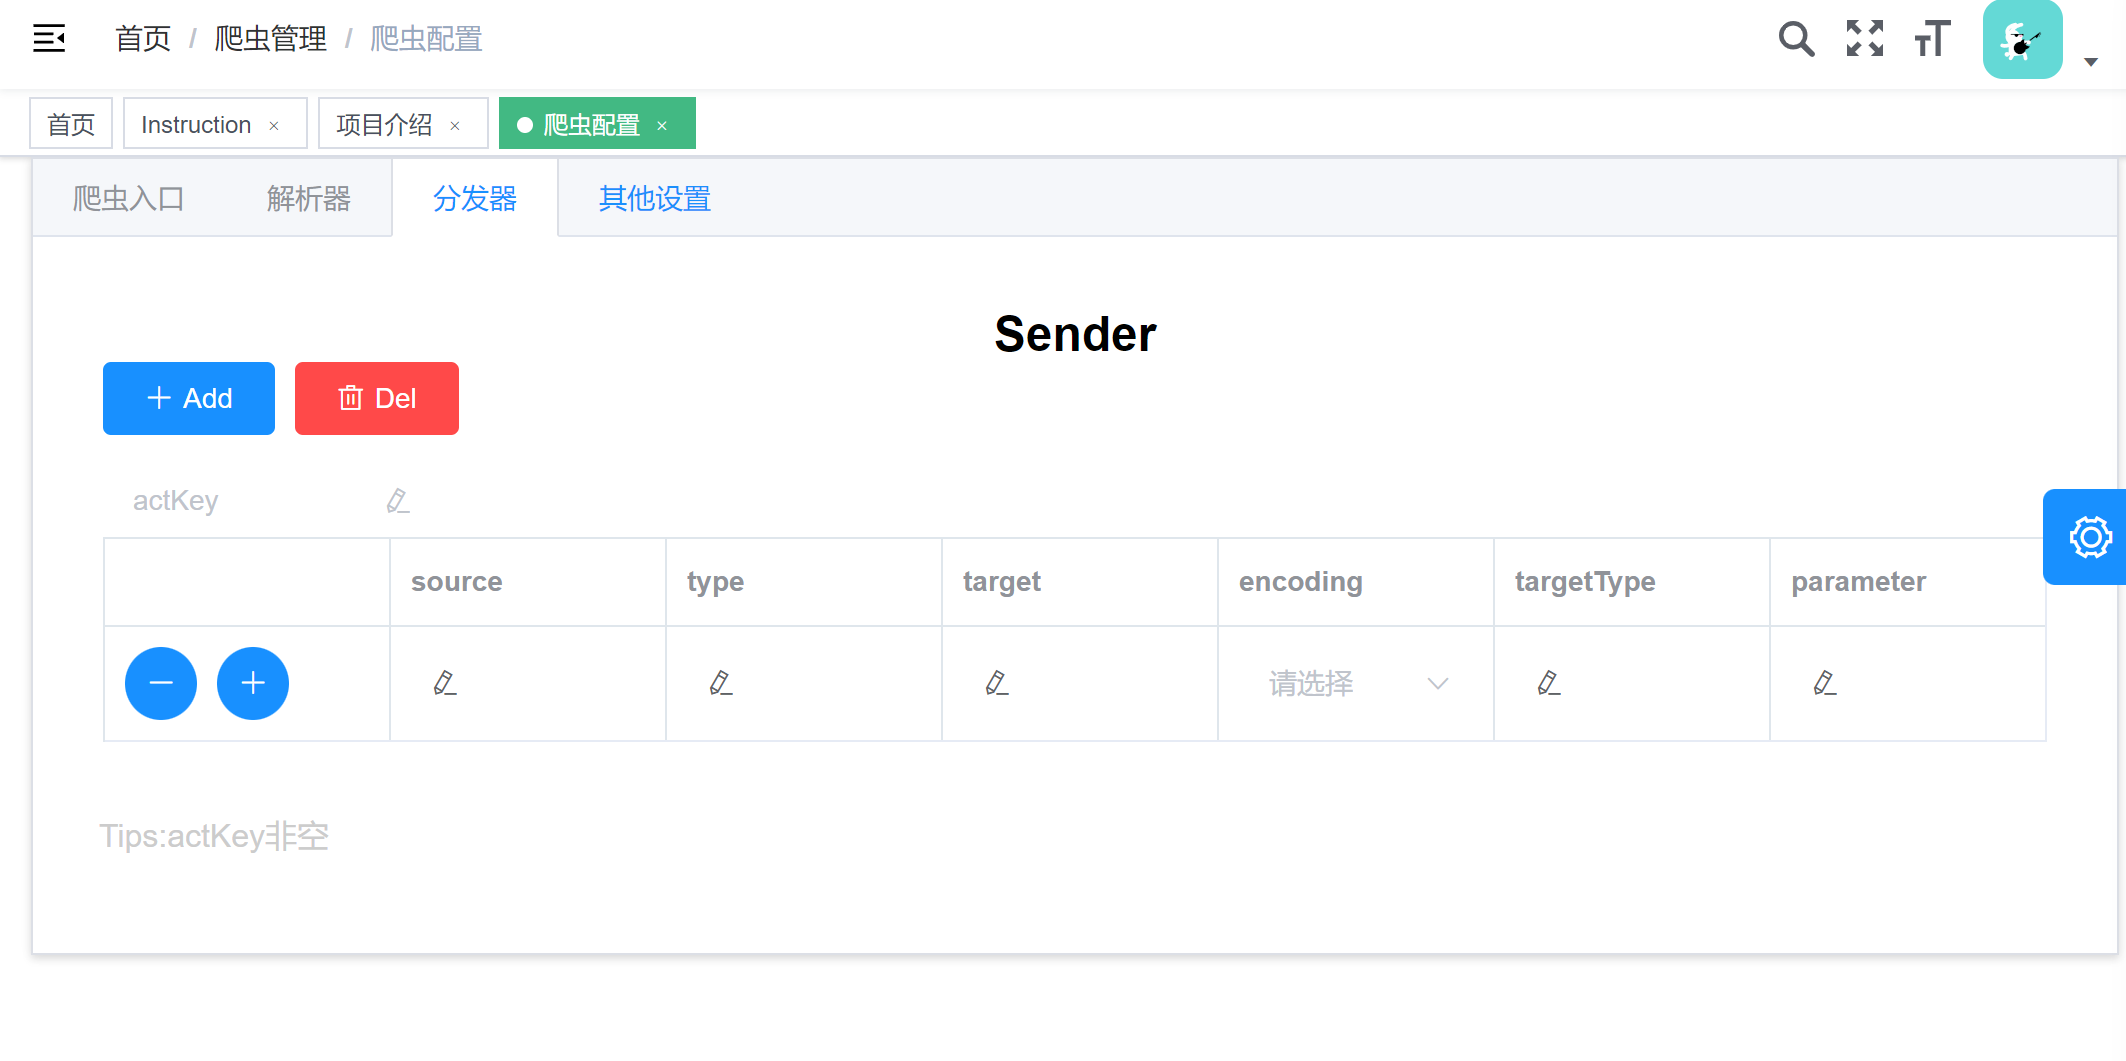 首页 / 爬虫管理 / 爬虫配置
首页 Instruction × 项目介绍 × 爬虫配置 ×
爬虫入口 解析器 分发器 其他设置
Sender
+ Add Del
actKey
source type target encoding targetType parameter
请选择
Tips:actKey非空